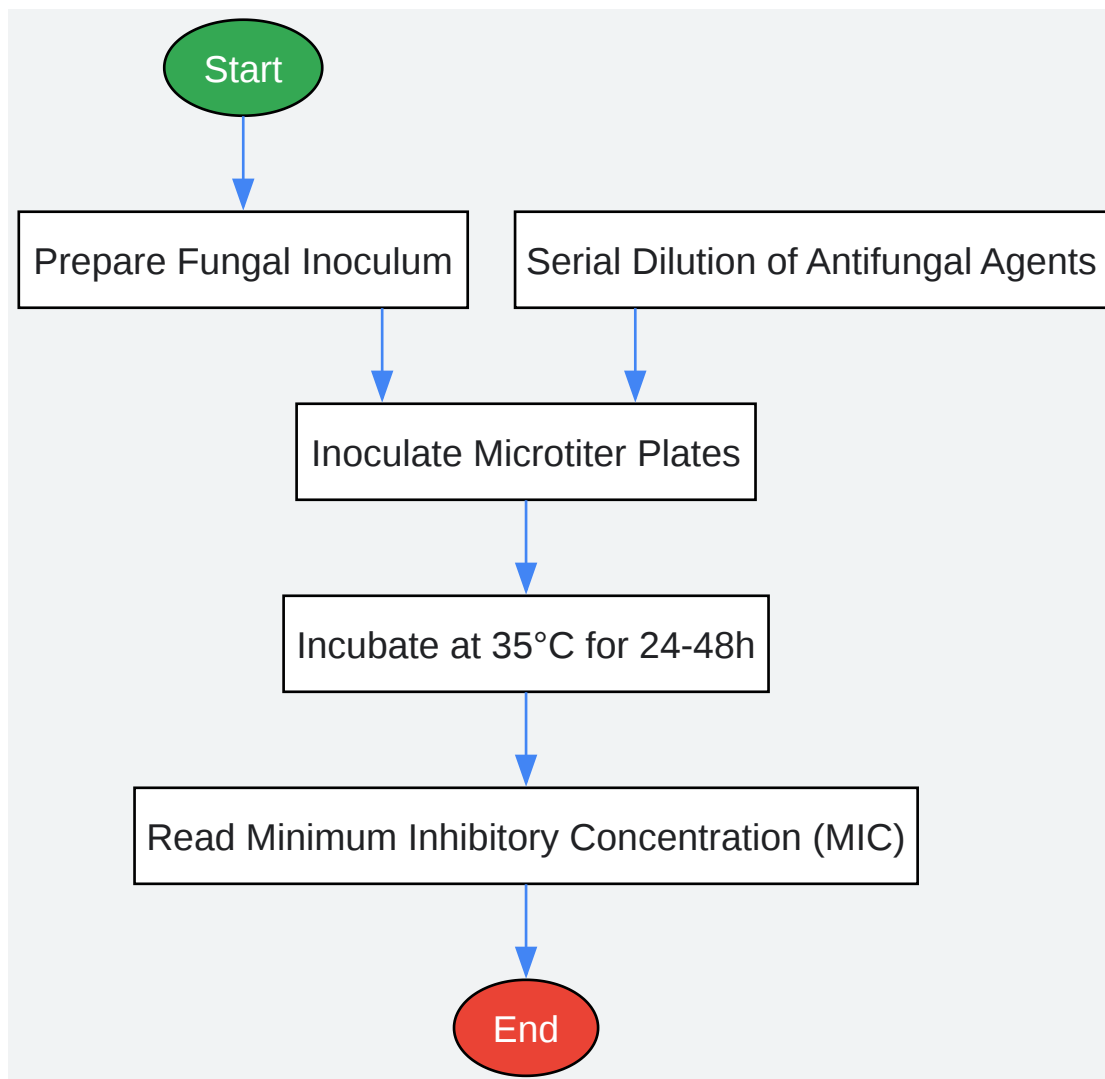 Start
Prepare Fungal Inoculum
Serial Dilution of Antifungal Agents
Inoculate Microtiter Plates
Incubate at 35°C for 24-48h
Read Minimum Inhibitory Concentration (MIC)
End